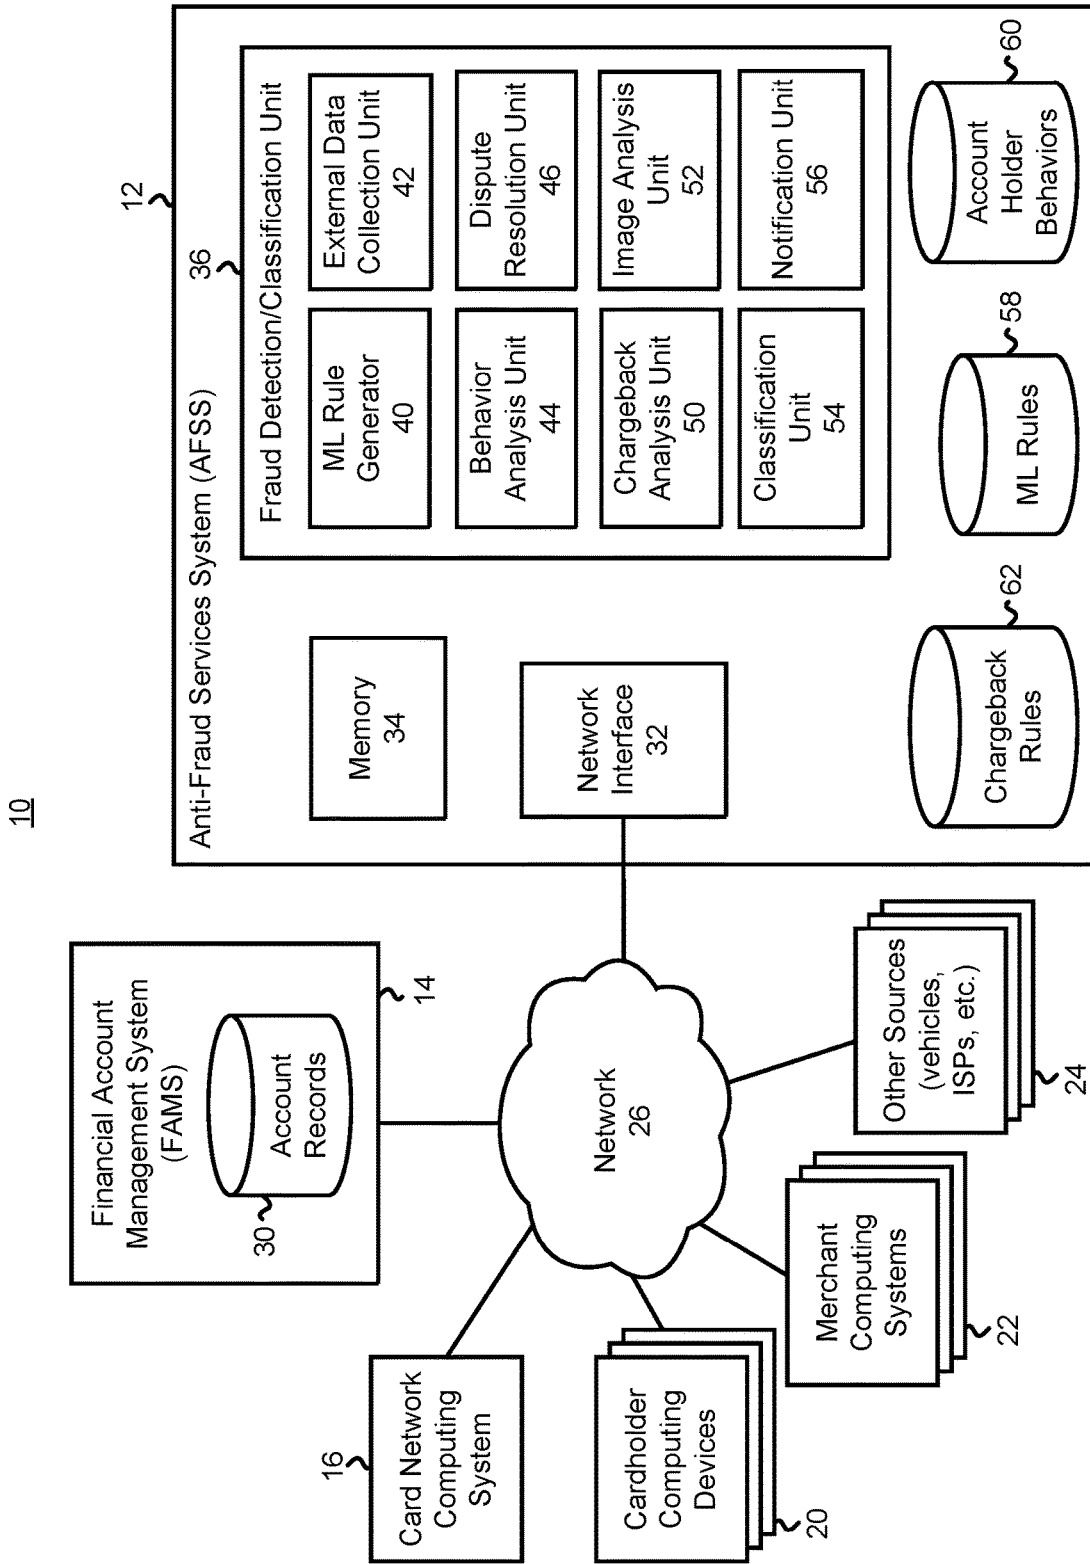 10
Financial Account
Management System
(FAMS)
Account
Records
30
14
16
Card Network
Computing
System
Cardholder
Computing
Devices
20
Merchant
Computing
Systems
22
Other Sources
(vehicles,
ISPs, etc.)
24
Network
26
12
Anti-Fraud Services System (AFSS)
Memory
34
Network
Interface
32
36
Fraud Detection/Classification Unit
ML Rule
Generator
40
External Data
Collection Unit
42
Behavior
Analysis Unit
44
Dispute
Resolution Unit
46
Chargeback
Analysis Unit
50
Image Analysis
Unit
52
Classification
Unit
54
Notification Unit
56
Chargeback
Rules
62
ML Rules
58
Account
Holder
Behaviors
60